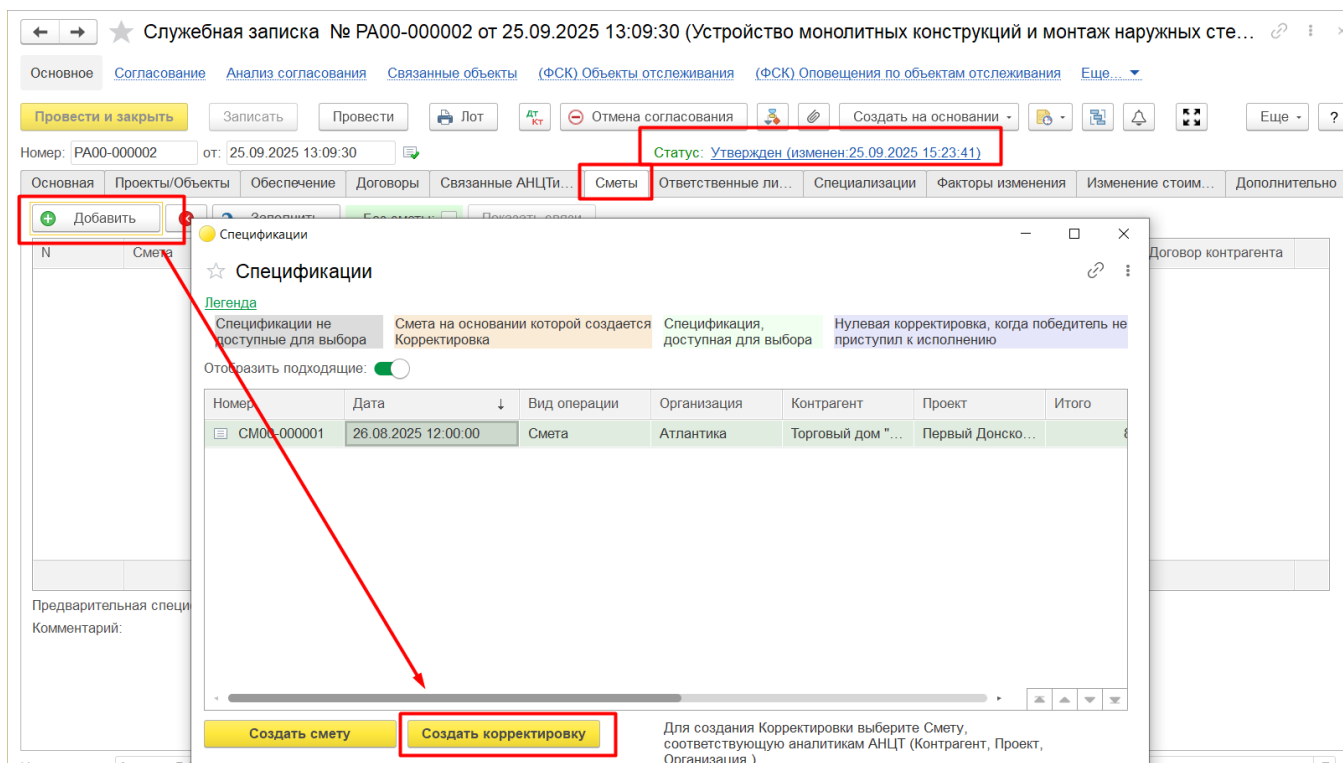 Служебная записка № РА00-000002 от 25.09.2025 13:09:30 (Устройство монолитных конструкций и монтаж наружных сте...
Основное Согласование Анализ согласования Связанные объекты (ФСК) Объекты отслеживания (ФСК) Оповещения по объектам отслеживания Еще...
Провести и закрыть Записать Провести Лот Дт Кт Отмена согласования Создать на основании Еще ?
Номер: РА00-000002 от: 25.09.2025 13:09:30 Статус: Утвержден (изменен:25.09.2025 15:23:41)
Основная Проекты/Объекты Обеспечение Договоры Связанные АНЦТи... Сметы Ответственные ли... Специализации Факторы изменения Изменение стоим... Дополнительно
Добавить Заполнить Без сметы: Показать связи
N Смета Договор контрагента
Спецификации
Спецификации
Легенда
Спецификации не доступные для выбора
Смета на основании которой создается Корректировка
Спецификация, доступная для выбора
Нулевая корректировка, когда победитель не приступил к исполнению
Отобразить подходящие:
Номер Дата ↓ Вид операции Организация Контрагент Проект Итого
СМ00-000001 26.08.2025 12:00:00 Смета Атлантика Торговый дом "... Первый Донско...
Предварительная специ
Комментарий:
Создать смету Создать корректировку
Для создания Корректировки выберите Смету,
соответствующую аналитикам АНЦТ (Контрагент, Проект,
Организация.)